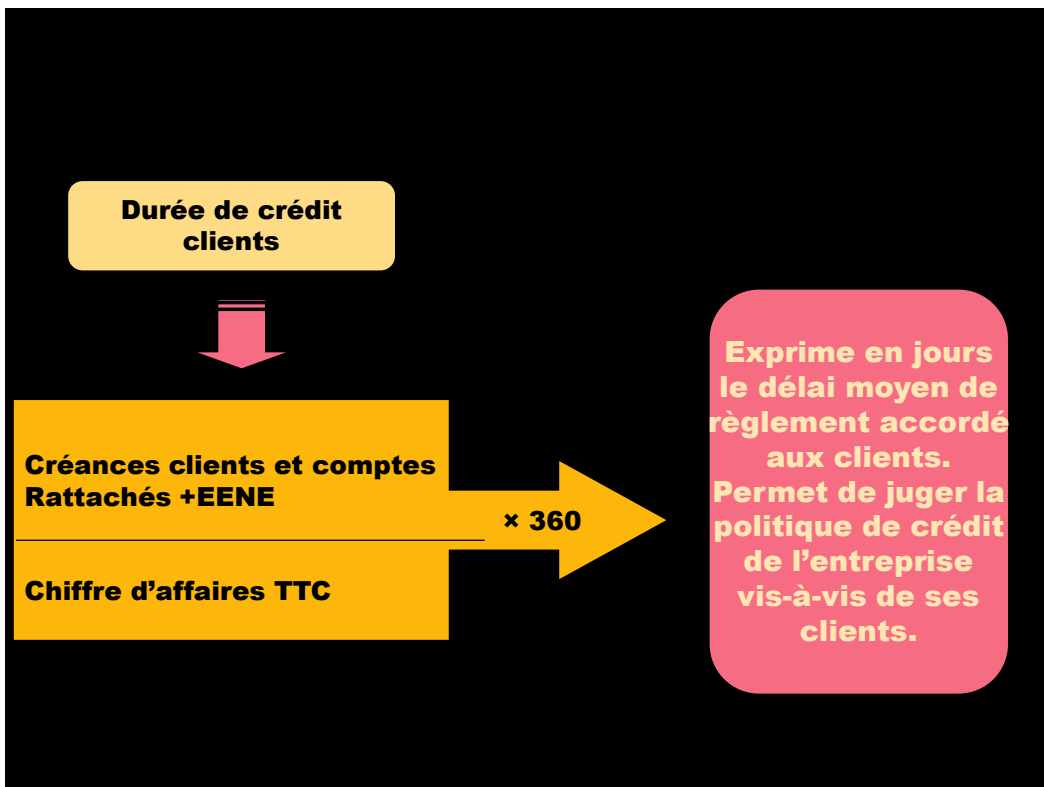 Durée de crédit
clients
Créances clients et comptes
Rattachés +EENE
× 360
Chiffre d’affaires TTC
Exprime en jours
le délai moyen de
règlement accordé
aux clients.
Permet de juger la
politique de crédit
de l’entreprise
vis-à-vis de ses
clients.